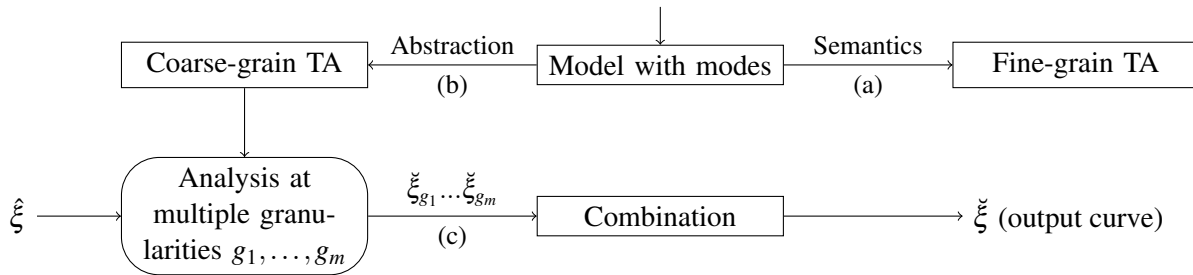 Coarse-grain TA
Abstraction
(b)
Model with modes
Semantics
(a)
Fine-grain TA
ξ̂
Analysis at
multiple granu-
larities g₁,…,gₘ
ξ̆g₁…ξ̆gₘ
(c)
Combination
ξ̆ (output curve)